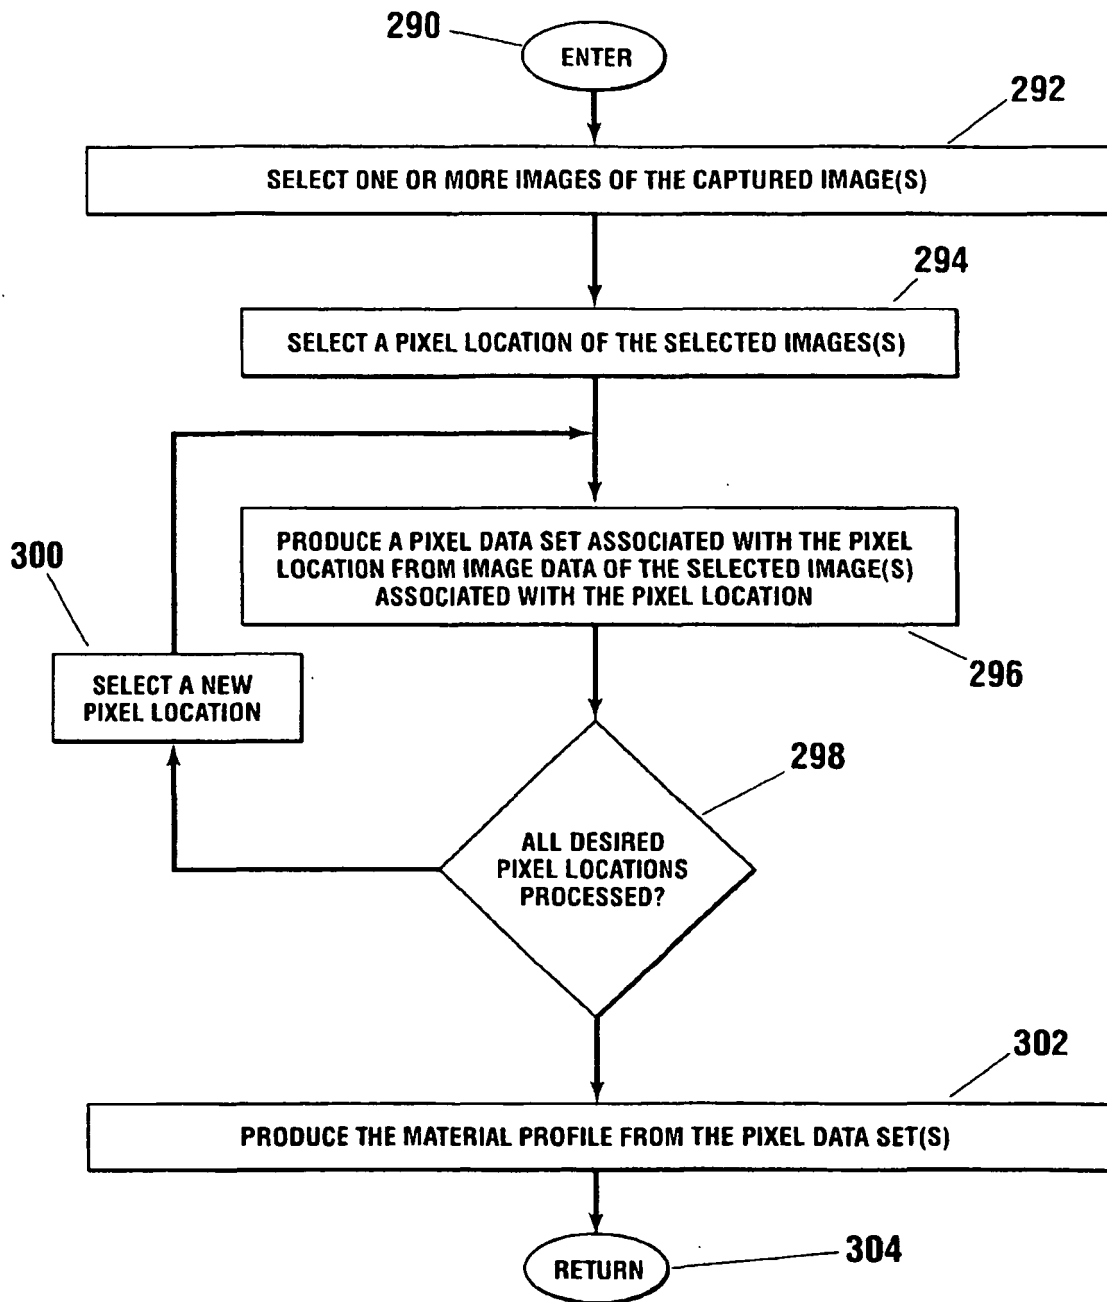 290
ENTER
292
SELECT ONE OR MORE IMAGES OF THE CAPTURED IMAGE(S)
294
SELECT A PIXEL LOCATION OF THE SELECTED IMAGES(S)
PRODUCE A PIXEL DATA SET ASSOCIATED WITH THE PIXEL
LOCATION FROM IMAGE DATA OF THE SELECTED IMAGE(S)
ASSOCIATED WITH THE PIXEL LOCATION
296
300
SELECT A NEW
PIXEL LOCATION
298
ALL DESIRED
PIXEL LOCATIONS
PROCESSED?
302
PRODUCE THE MATERIAL PROFILE FROM THE PIXEL DATA SET(S)
RETURN
304